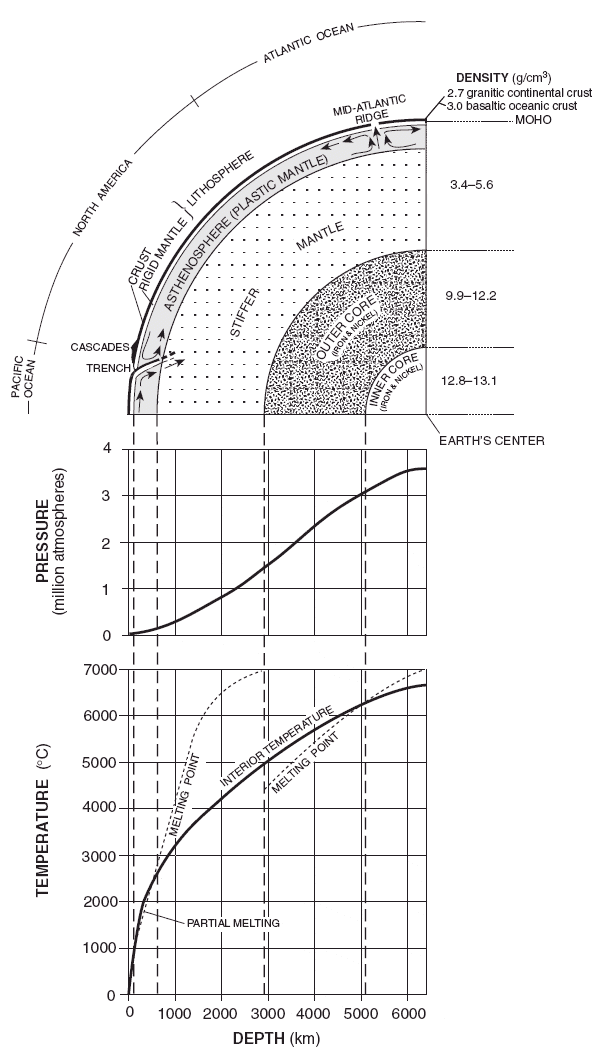 ATLANTIC OCEAN
NORTH AMERICA
PACIFIC
OCEAN
DENSITY (g/cm³)
2.7 granitic continental crust
3.0 basaltic oceanic crust
MOHO
MID-ATLANTIC
RIDGE
LITHOSPHERE
CRUST
RIGID MANTLE
ASTHENOSPHERE (PLASTIC MANTLE)
STIFFER MANTLE
OUTER CORE
(IRON & NICKEL)
INNER CORE
(IRON & NICKEL)
CASCADES
TRENCH
3.4–5.6
9.9–12.2
12.8–13.1
EARTH'S CENTER
PRESSURE
(million atmospheres)
4
3
2
1
0
TEMPERATURE (°C)
7000
6000
5000
4000
3000
2000
1000
0
MELTING POINT
INTERIOR TEMPERATURE
MELTING POINT
PARTIAL MELTING
0 1000 2000 3000 4000 5000 6000
DEPTH (km)